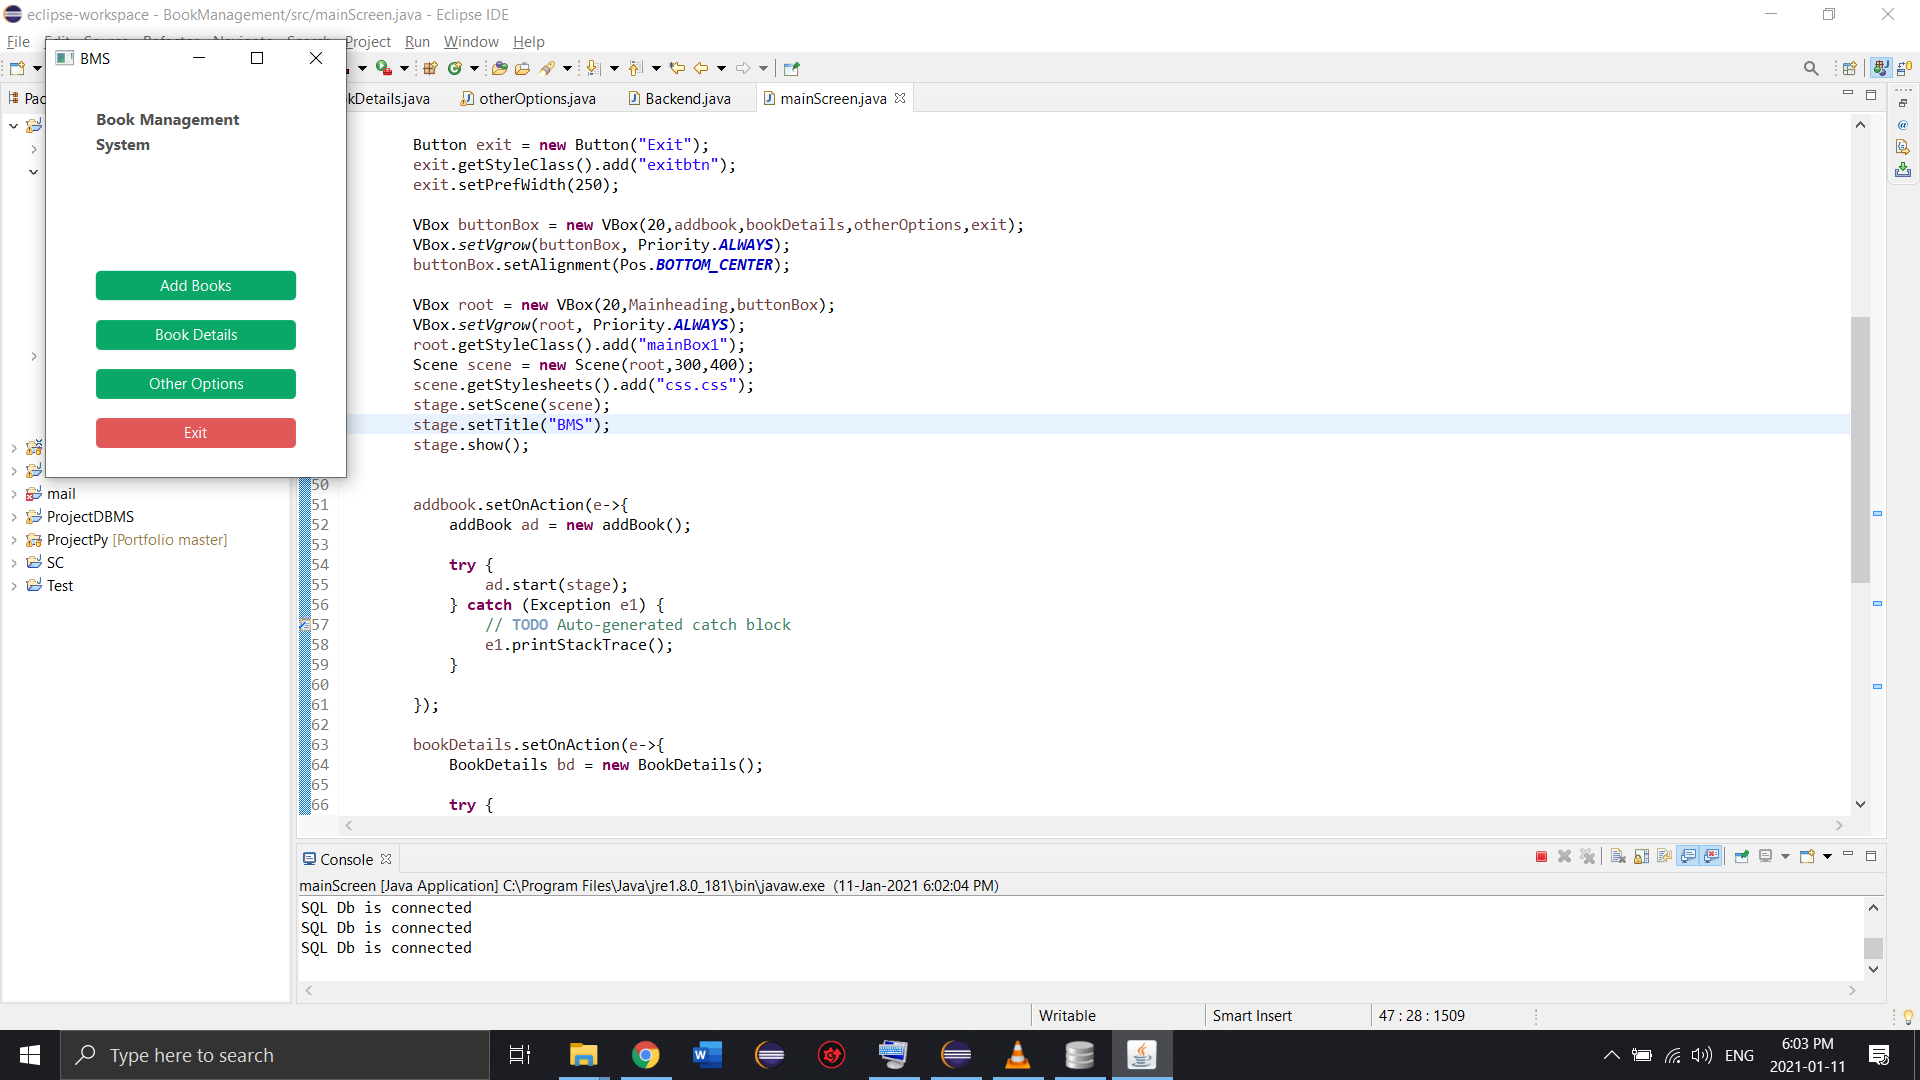 eclipse-workspace - BookManagement/src/mainScreen.java - Eclipse IDE
File Edit Source Refactor Navigate Search Project Run Window Help
BMS
Book Management
System
Add Books
Book Details
Other Options
Exit
Pac
kDetails.java
otherOptions.java
Backend.java
mainScreen.java
Button exit = new Button("Exit");
exit.getStyleClass().add("exitbtn");
exit.setPrefWidth(250);
VBox buttonBox = new VBox(20,addbook,bookDetails,otherOptions,exit);
VBox.setVgrow(buttonBox, Priority.ALWAYS);
buttonBox.setAlignment(Pos.BOTTOM_CENTER);
VBox root = new VBox(20,Mainheading,buttonBox);
VBox.setVgrow(root, Priority.ALWAYS);
root.getStyleClass().add("mainBox1");
Scene scene = new Scene(root,300,400);
scene.getStylesheets().add("css.css");
stage.setScene(scene);
stage.setTitle("BMS");
stage.show();
50
51 addbook.setOnAction(e->{
52 addBook ad = new addBook();
53
54 try {
55 ad.start(stage);
56 } catch (Exception e1) {
57 // TODO Auto-generated catch block
58 e1.printStackTrace();
59 }
60
61 });
62
63 bookDetails.setOnAction(e->{
64 BookDetails bd = new BookDetails();
65
66 try {
mail
ProjectDBMS
ProjectPy [Portfolio master]
SC
Test
Console
mainScreen [Java Application] C:\Program Files\Java\jre1.8.0_181\bin\javaw.exe (11-Jan-2021 6:02:04 PM)
SQL Db is connected
SQL Db is connected
SQL Db is connected
Writable
Smart Insert
47 : 28 : 1509
Type here to search
ENG
6:03 PM
2021-01-11